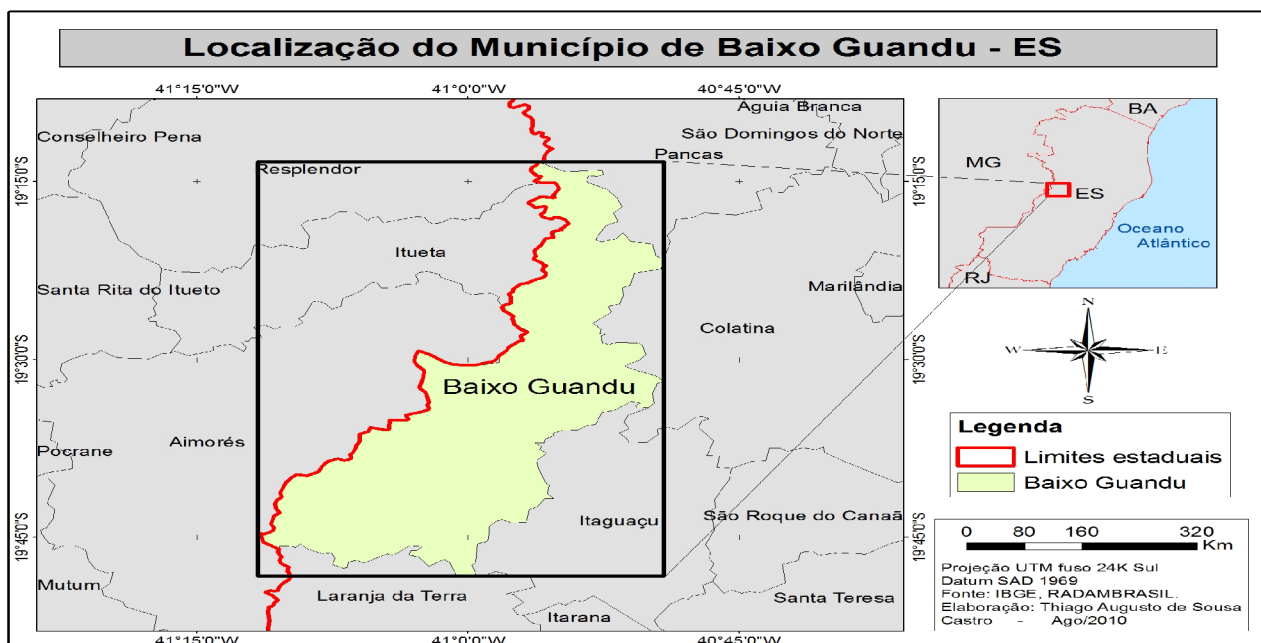 Localização do Município de Baixo Guandu - ES
41°15'0"W
41°0'0"W
40°45'0"W
Águia Branca
Conselheiro Pena
São Domingos do Norte
Resplendor
Pancas
19°15'0"S
19°15'0"S
Itueta
Santa Rita do Itueto
Marilândia
Colatina
19°30'0"S
19°30'0"S
Baixo Guandu
Aimorés
Pocrane
Itaguaçu
São Roque do Canaã
19°45'0"S
19°45'0"S
Mutum
Laranja da Terra
Santa Teresa
Itarana
41°15'0"W
41°0'0"W
40°45'0"W
BA
MG
ES
Oceano
Atlântico
RJ
N
W
E
S
Legenda
Limites estaduais
Baixo Guandu
0 80 160 320
Km
Projeção UTM fuso 24K Sul
Datum SAD 1969
Fonte: IBGE, RADAMBRASIL.
Elaboração: Thiago Augusto de Sousa
Castro - Ago/2010